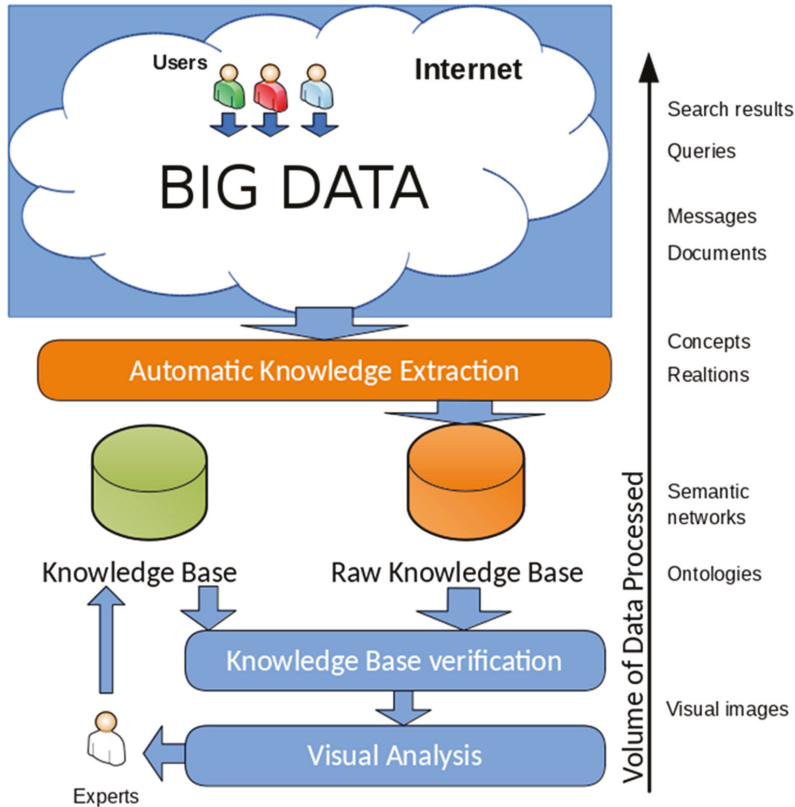 Users
Internet
BIG DATA
Automatic Knowledge Extraction
Knowledge Base
Raw Knowledge Base
Knowledge Base verification
Visual Analysis
Experts
Volume of Data Processed
Search results
Queries
Messages
Documents
Concepts
Realtions
Semantic
networks
Ontologies
Visual images